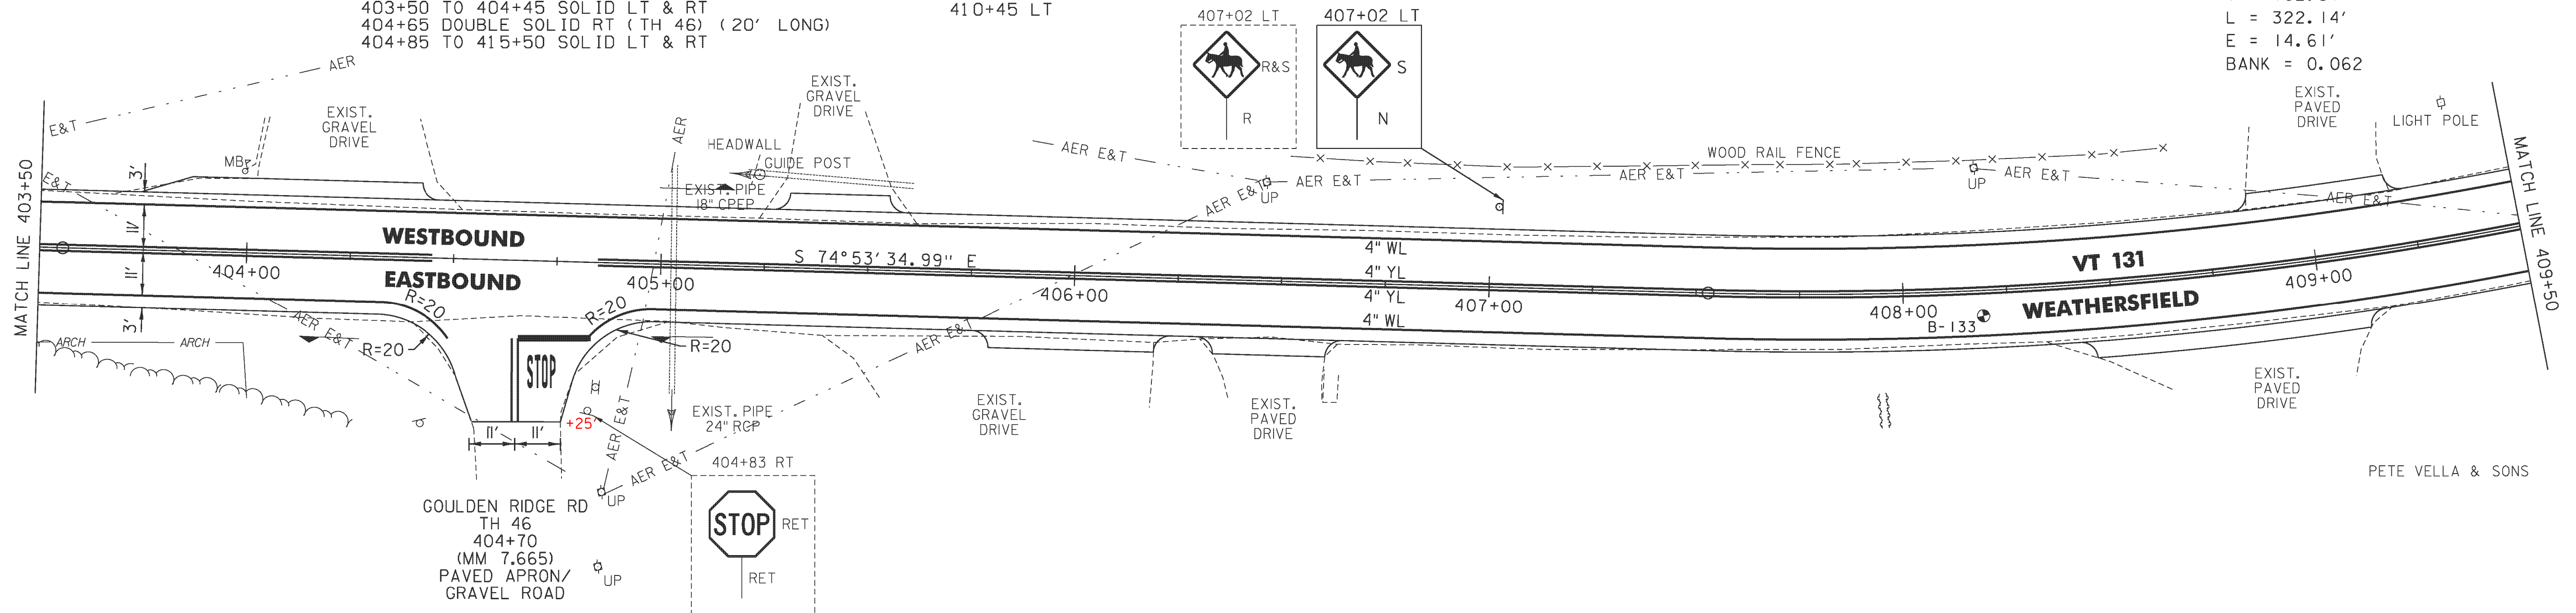 403+50 TO 404+45 SOLID LT & RT
404+65 DOUBLE SOLID RT (TH 46) (20' LONG)
404+85 TO 415+50 SOLID LT & RT
410+45 LT
407+02 LT
R&S
R
407+02 LT
S
N
L = 322.14'
E = 14.61'
BANK = 0.062
AER
E&T
E&T
MATCH LINE 403+50
3'
MB
EXIST.
GRAVEL
DRIVE
AER
HEADWALL
GUIDE POST
EXIST. PIPE
18" CPEP
EXIST.
GRAVEL
DRIVE
AER E&T
AER E&T
UP
AER E&T
WOOD RAIL FENCE
AER E&T
UP
AER E&T
EXIST.
PAVED
DRIVE
LIGHT POLE
AER E&T
MATCH LINE 409+50
11'
WESTBOUND
404+00
11'
EASTBOUND
3'
S 74°53'34.99" E
405+00
406+00
4" WL
4" YL
4" YL
4" WL
407+00
408+00
B-133
VT 131
WEATHERSFIELD
409+00
R=20
R=20
R=20
R=20
ARCH
ARCH
AER E&T
STOP
+25'
11'
11'
AER E&T
AER E&T
AER E&T
UP
UP
EXIST. PIPE
24" RCP
EXIST.
GRAVEL
DRIVE
EXIST.
PAVED
DRIVE
EXIST.
PAVED
DRIVE
PETE VELLA & SONS
GOULDEN RIDGE RD
TH 46
404+70
(MM 7.665)
PAVED APRON/
GRAVEL ROAD
404+83 RT
STOP
RET
RET